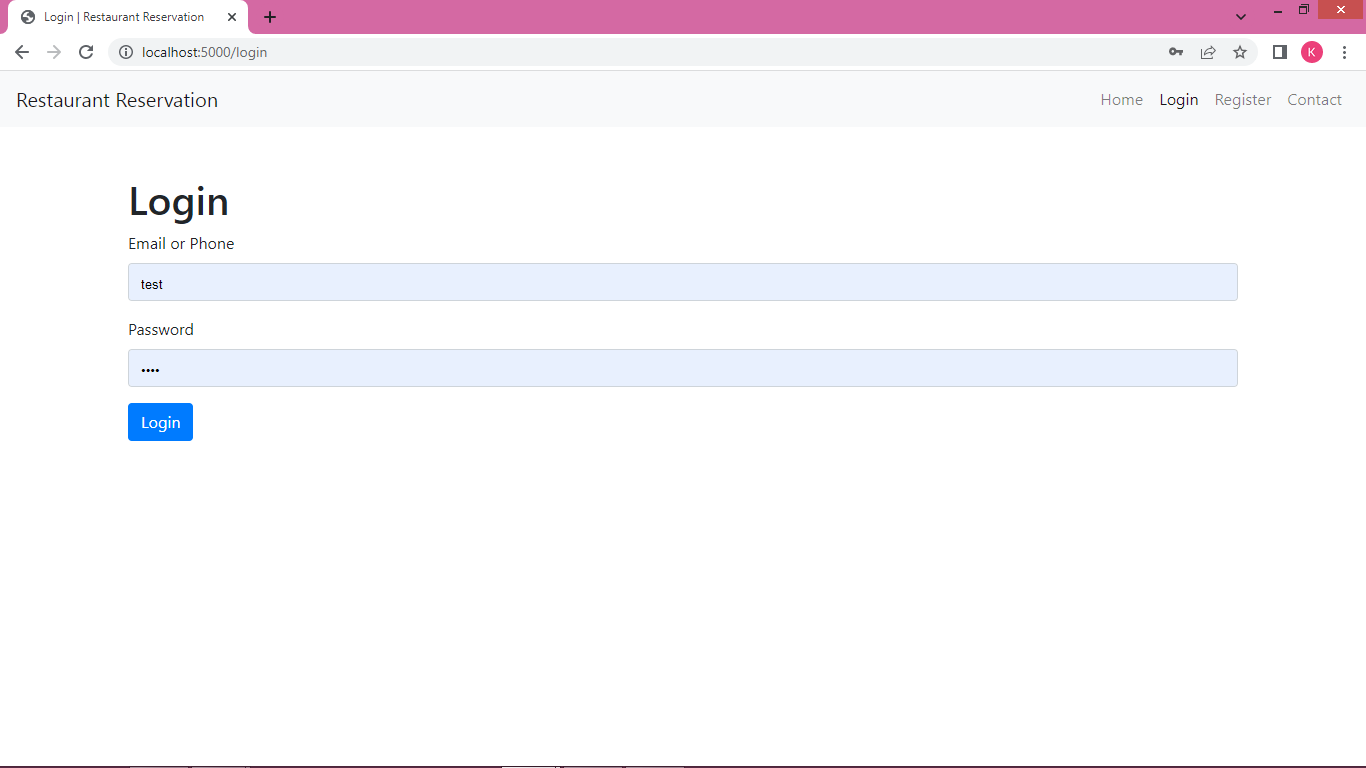 Login | Restaurant Reservation
localhost:5000/login
K
Restaurant Reservation
Home Login Register Contact
Login
Email or Phone
test
Password
••••
Login